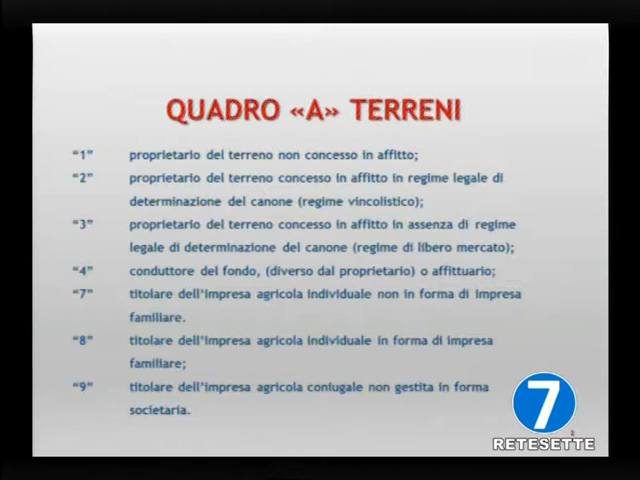 QUADRO «A» TERRENI
“1” proprietario del terreno non concesso in affitto;
“2” proprietario del terreno concesso in affitto in regime legale di
determinazione del canone (regime vincolistico);
“3” proprietario del terreno concesso in affitto in assenza di regime
legale di determinazione del canone (regime di libero mercato);
“4” conduttore del fondo, (diverso dal proprietario) o affittuario;
“7” titolare dell’impresa agricola individuale non in forma di impresa
familiare.
“8” titolare dell’impresa agricola individuale in forma di impresa
familiare;
“9” titolare dell’impresa agricola coniugale non gestita in forma
societaria.
7
RETESETTE